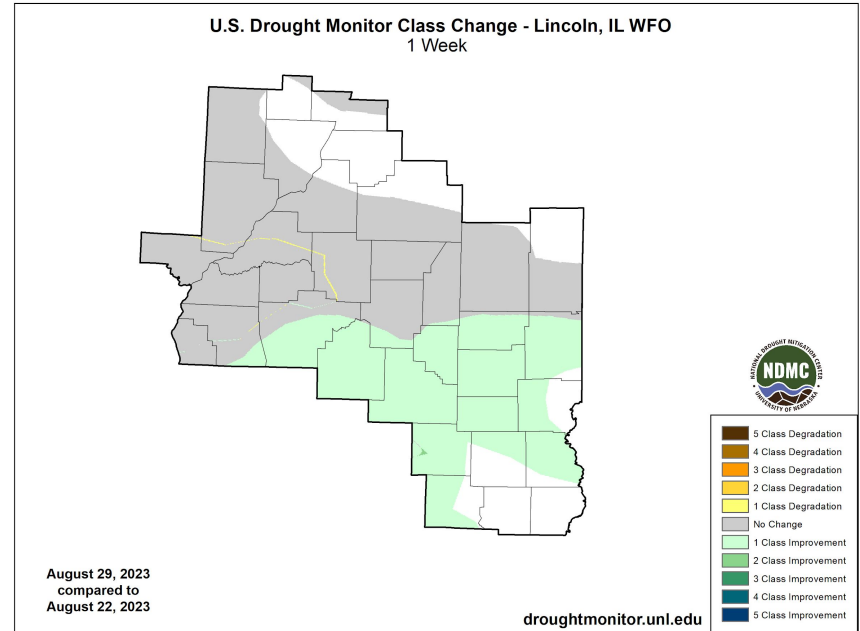 U.S. Drought Monitor Class Change - Lincoln, IL WFO
1 Week
NATIONAL DROUGHT MITIGATION CENTER
NDMC
UNIVERSITY OF NEBRASKA
5 Class Degradation
4 Class Degradation
3 Class Degradation
2 Class Degradation
1 Class Degradation
No Change
1 Class Improvement
2 Class Improvement
3 Class Improvement
4 Class Improvement
5 Class Improvement
August 29, 2023
compared to
August 22, 2023
droughtmonitor.unl.edu